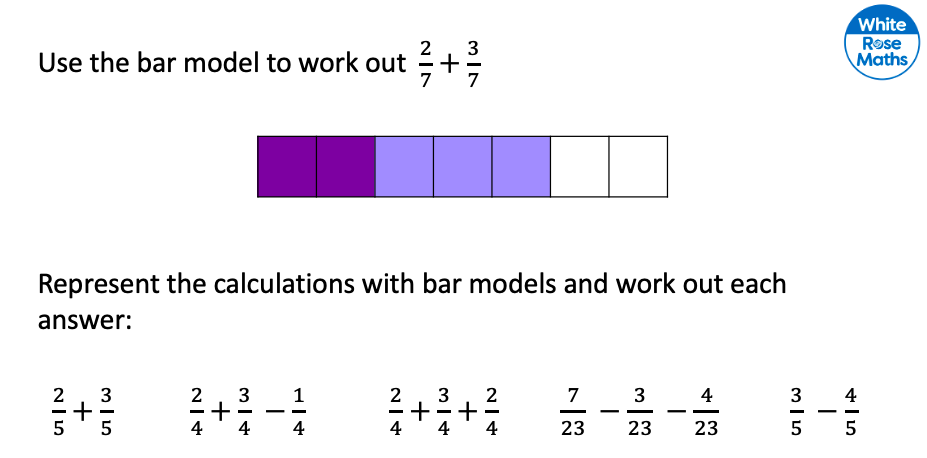 White
Rose
Maths
Use the bar model to work out 2/7 + 3/7
Represent the calculations with bar models and work out each
answer:
2/5 + 3/5   2/4 + 3/4 − 1/4   2/4 + 3/4 + 2/4   7/23 − 3/23 − 4/23   3/5 − 4/5